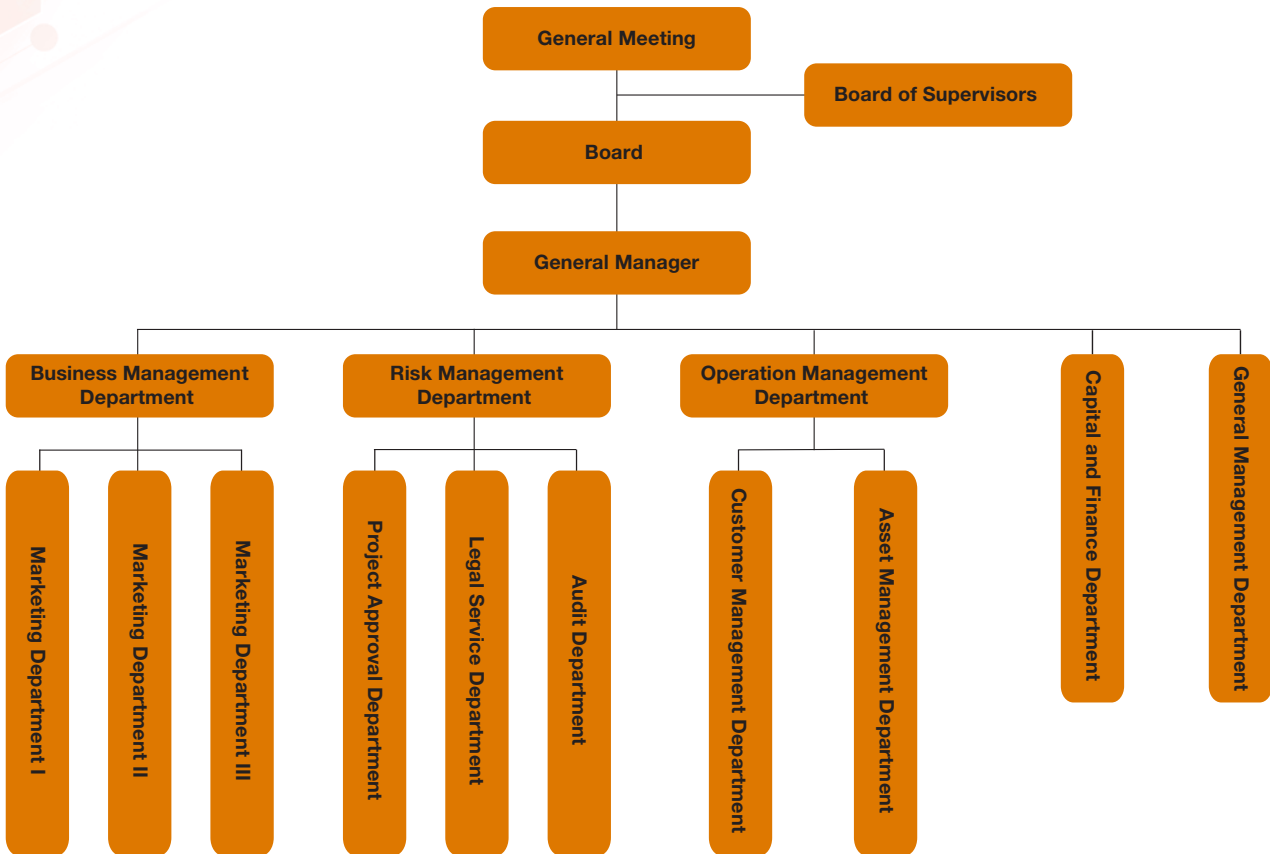 General Meeting
Board of Supervisors
Board
General Manager
Business Management
Department
Risk Management
Department
Operation Management
Department
Capital and Finance Department
General Management Department
Marketing Department I
Marketing Department II
Marketing Department III
Project Approval Department
Legal Service Department
Audit Department
Customer Management Department
Asset Management Department